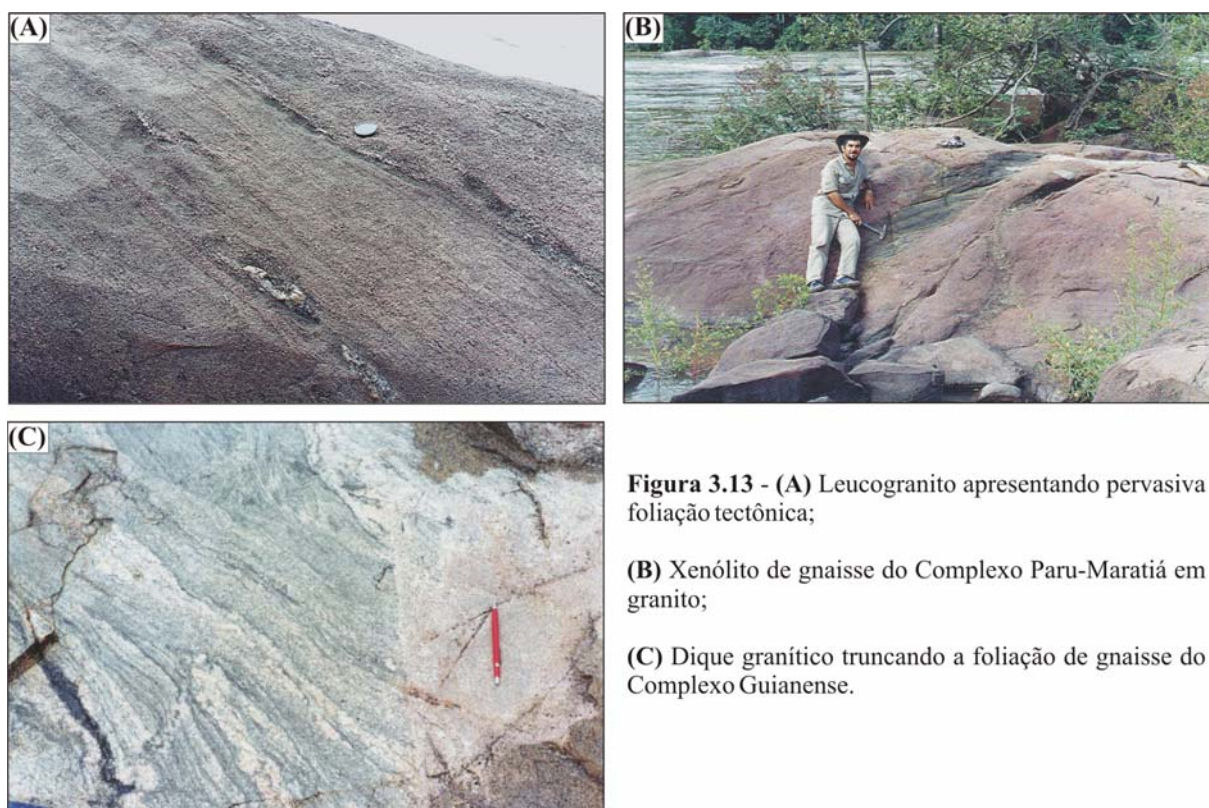 (A)
(B)
(C)
Figura 3.13 - (A) Leucogranito apresentando pervasiva
foliação tectônica;
(B) Xenólito de gnaisse do Complexo Paru-Maratiá em
granito;
(C) Dique granítico truncando a foliação de gnaisse do
Complexo Guianense.